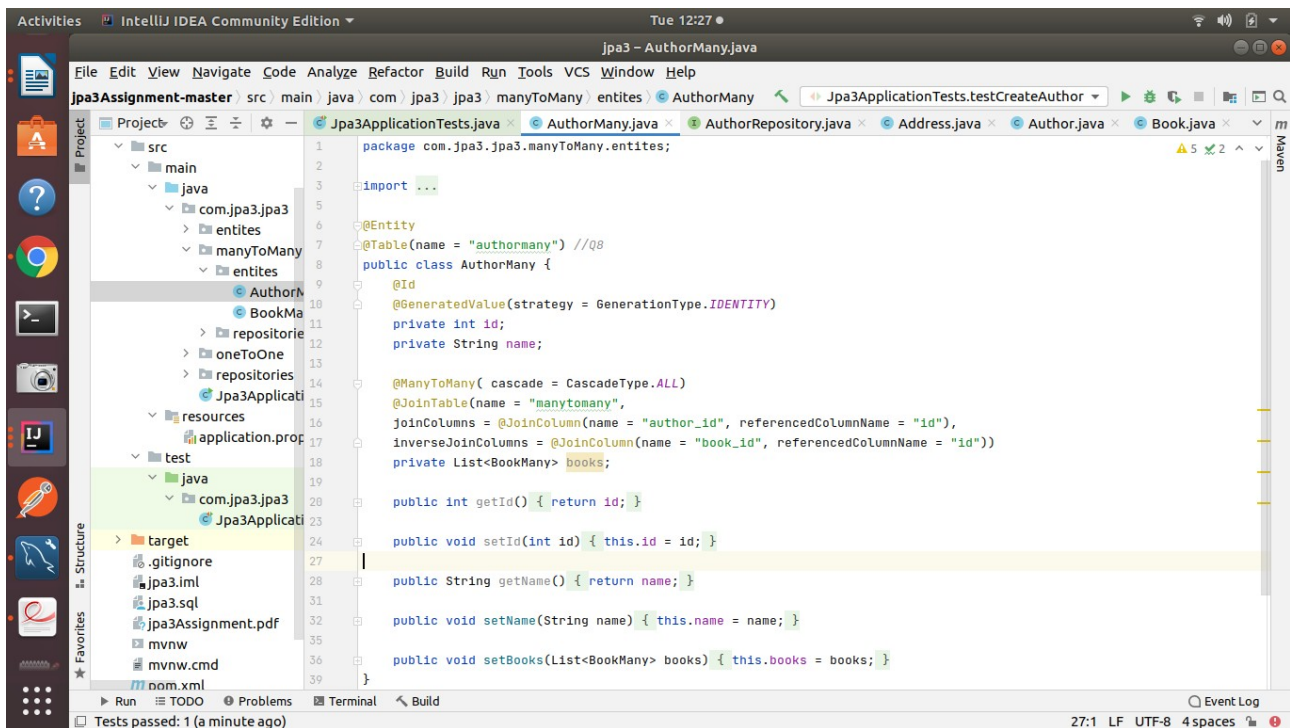 Activities IntelliJ IDEA Community Edition Tue 12:27
jpa3 – AuthorMany.java
File Edit View Navigate Code Analyze Refactor Build Run Tools VCS Window Help
jpa3Assignment-master src main java com jpa3 jpa3 manyToMany entites AuthorMany Jpa3ApplicationTests.testCreateAuthor
Project Project Jpa3ApplicationTests.java AuthorMany.java AuthorRepository.java Address.java Author.java Book.java Maven
src
main
java
com.jpa3.jpa3
entites
manyToMany
entites
AuthorM
BookMa
repositorie
oneToOne
repositories
Jpa3Applicati
resources
application.prop
test
java
com.jpa3.jpa3
Jpa3Applicati
target
.gitignore
jpa3.iml
jpa3.sql
jpa3Assignment.pdf
mvnw
mvnw.cmd
pom.xml
Structure
Favorites
5 2
1 package com.jpa3.jpa3.manyToMany.entites;
2
3 import ...
5
6 @Entity
7 @Table(name = "authormany") //Q8
8 public class AuthorMany {
9 @Id
10 @GeneratedValue(strategy = GenerationType.IDENTITY)
11 private int id;
12 private String name;
13
14 @ManyToMany( cascade = CascadeType.ALL)
15 @JoinTable(name = "manytomany",
16 joinColumns = @JoinColumn(name = "author_id", referencedColumnName = "id"),
17 inverseJoinColumns = @JoinColumn(name = "book_id", referencedColumnName = "id"))
18 private List<BookMany> books;
19
20 public int getId() { return id; }
23
24 public void setId(int id) { this.id = id; }
27
28 public String getName() { return name; }
31
32 public void setName(String name) { this.name = name; }
35
36 public void setBooks(List<BookMany> books) { this.books = books; }
39 }
Run TODO Problems Terminal Build Event Log
Tests passed: 1 (a minute ago) 27:1 LF UTF-8 4 spaces